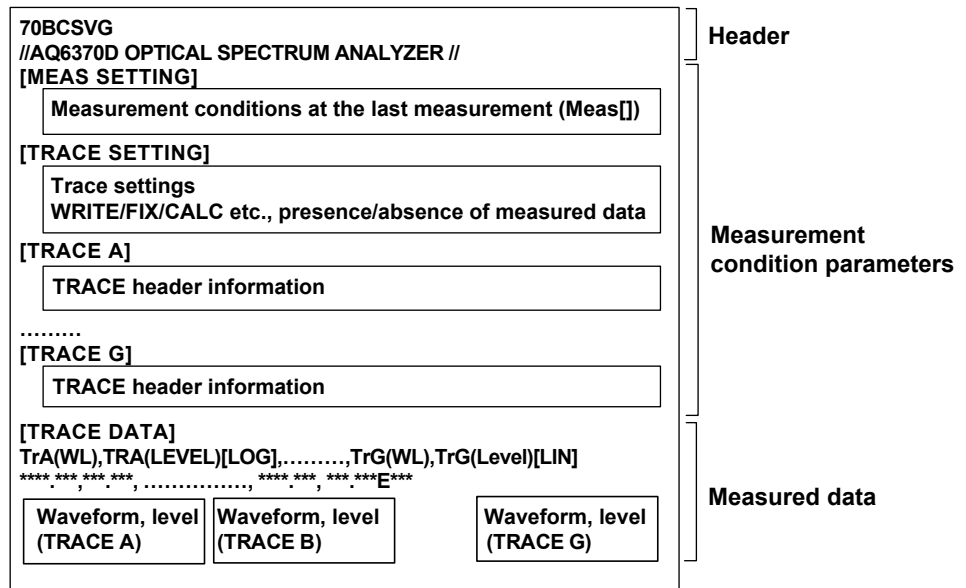 70BCSVG
//AQ6370D OPTICAL SPECTRUM ANALYZER //
Header
[MEAS SETTING]
Measurement conditions at the last measurement (Meas[])
[TRACE SETTING]
Trace settings
WRITE/FIX/CALC etc., presence/absence of measured data
[TRACE A]
TRACE header information
Measurement
condition parameters
………
[TRACE G]
TRACE header information
[TRACE DATA]
TrA(WL),TRA(LEVEL)[LOG],………,TrG(WL),TrG(Level)[LIN]
****.***,***.***, ……………, ****.***, ***.***E***
Measured data
Waveform, level
(TRACE A)
Waveform, level
(TRACE B)
Waveform, level
(TRACE G)